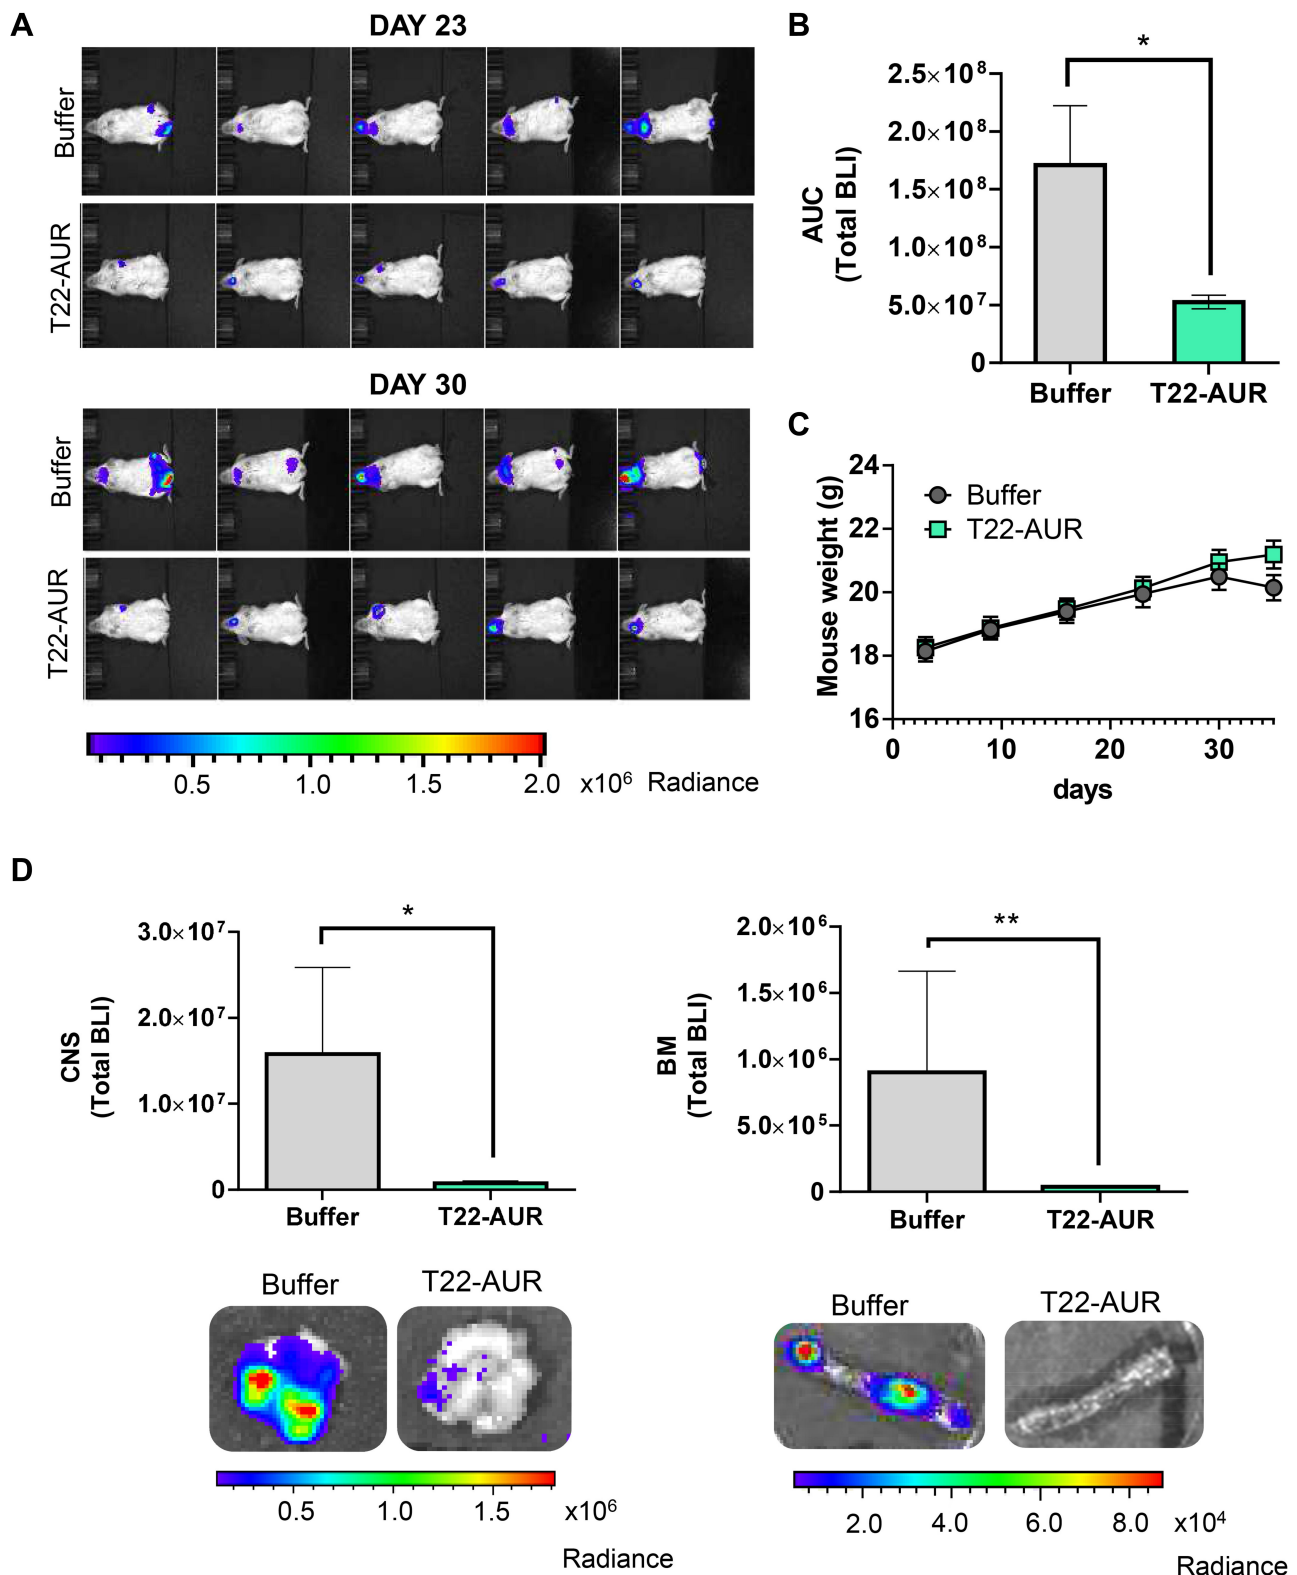 A
DAY 23
Buffer
T22-AUR
DAY 30
Buffer
T22-AUR
0.5 1.0 1.5 2.0 x10⁶ Radiance
B
*
2.5×10⁸
2.0×10⁸
1.5×10⁸
1.0×10⁸
5.0×10⁷
0
AUC
(Total BLI)
Buffer T22-AUR
C
24
22
20
18
16
Mouse weight (g)
Buffer
T22-AUR
0 10 20 30
days
D
*
3.0×10⁷
2.0×10⁷
1.0×10⁷
0
CNS
(Total BLI)
Buffer T22-AUR
Buffer T22-AUR
0.5 1.0 1.5 x10⁶
Radiance
**
2.0×10⁶
1.5×10⁶
1.0×10⁶
5.0×10⁵
0
BM
(Total BLI)
Buffer T22-AUR
Buffer T22-AUR
2.0 4.0 6.0 8.0 x10⁴
Radiance